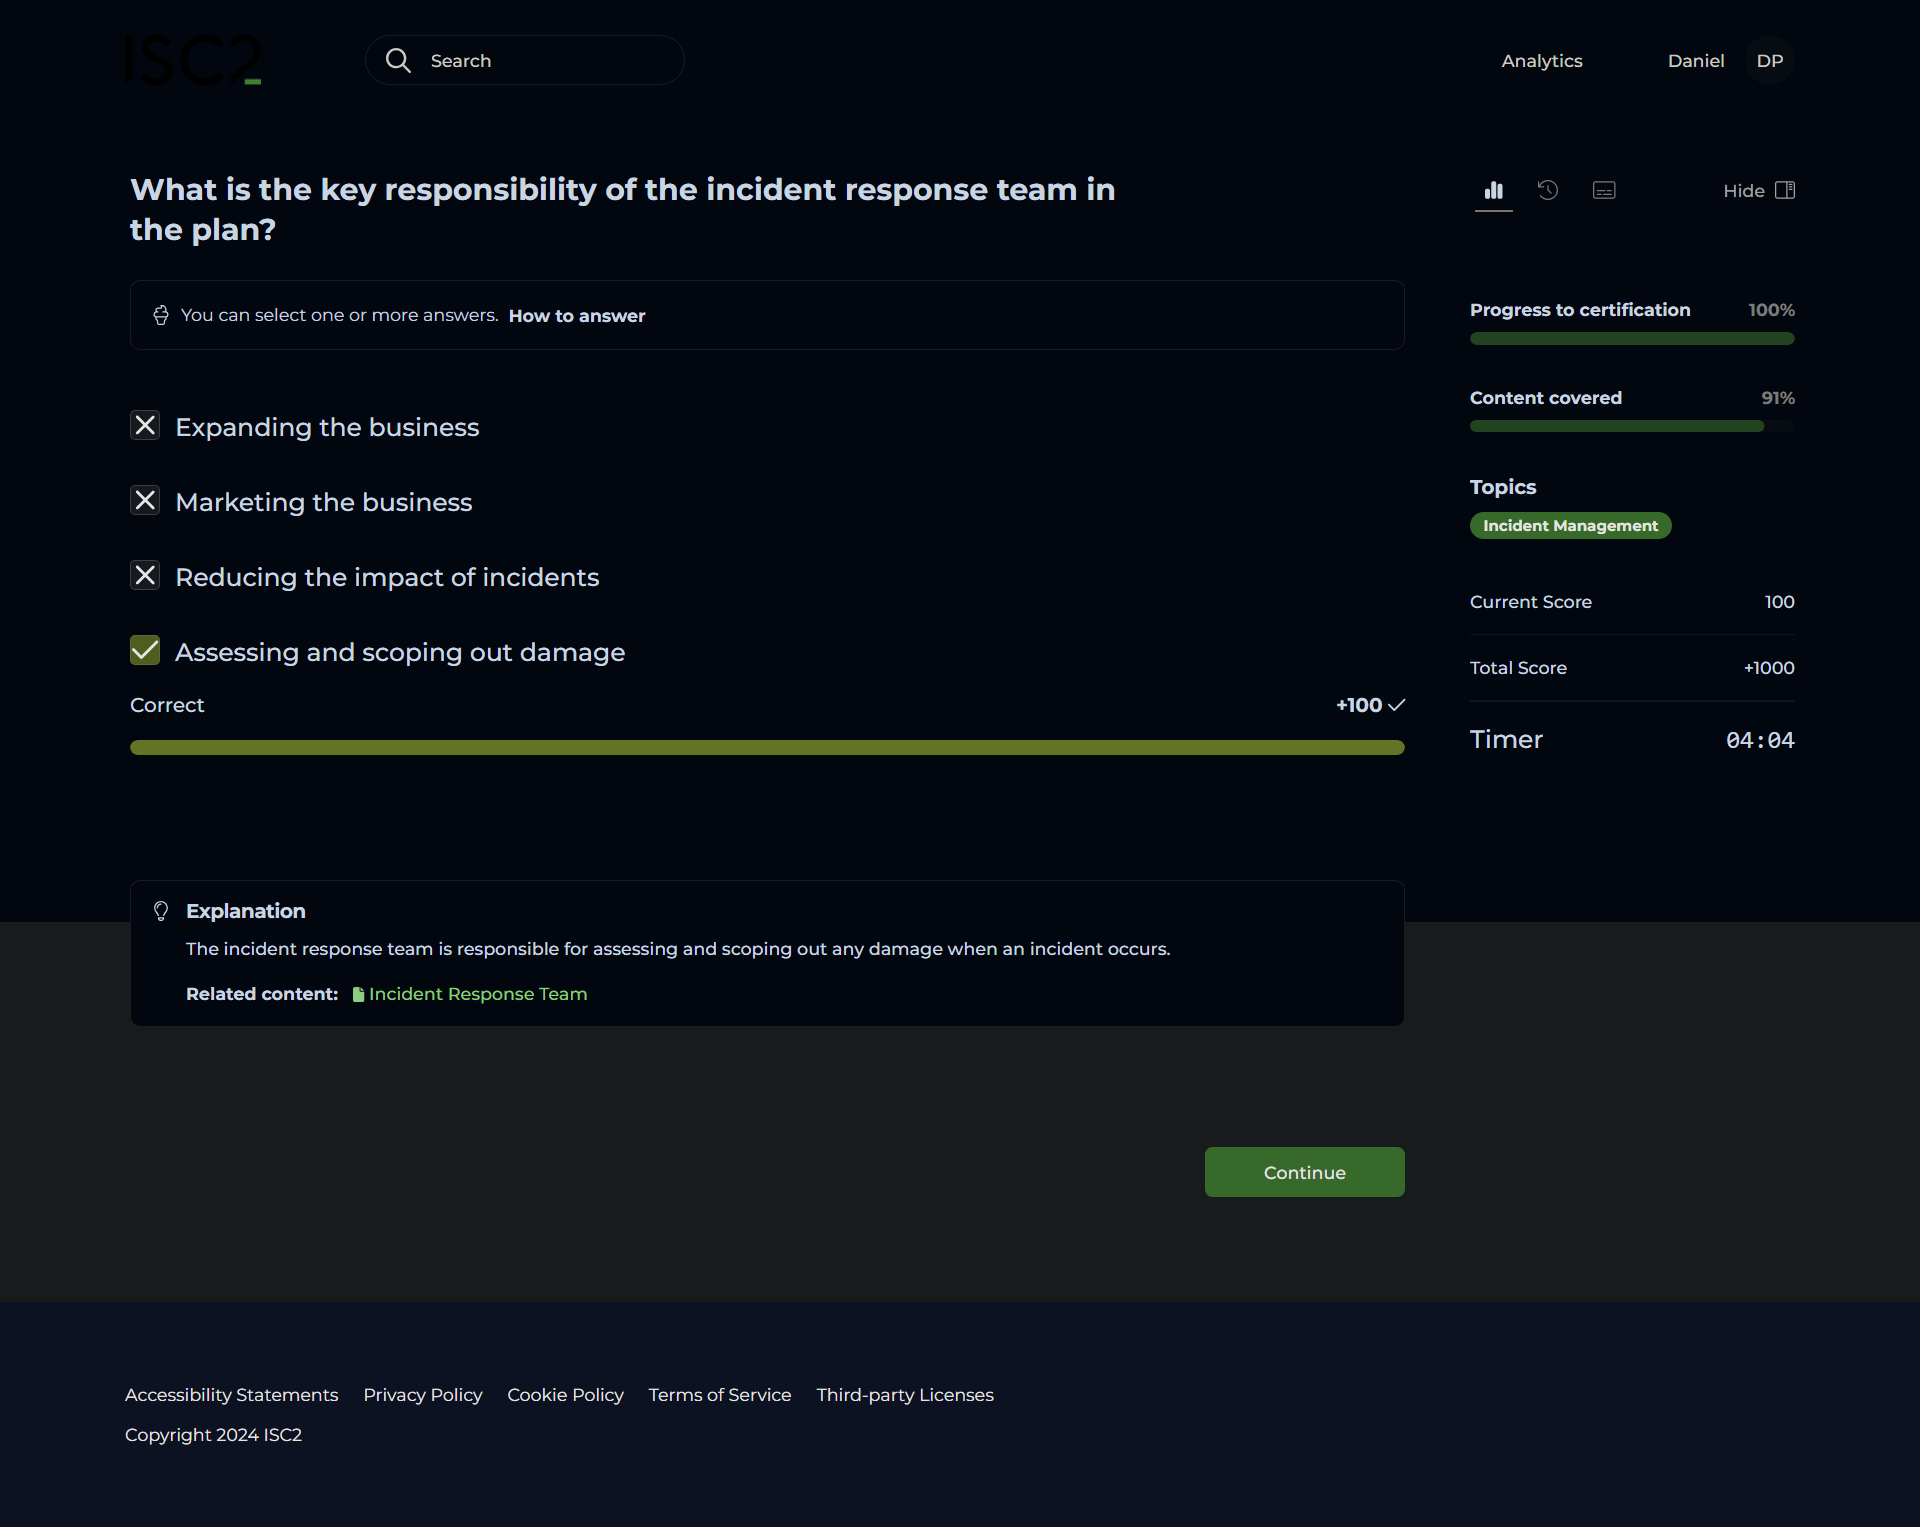 ISC2
Search
Analytics
Daniel
DP
What is the key responsibility of the incident response team in
the plan?
Hide
You can select one or more answers. How to answer
Expanding the business
Marketing the business
Reducing the impact of incidents
Assessing and scoping out damage
Correct
+100
Progress to certification
100%
Content covered
91%
Topics
Incident Management
Current Score
100
Total Score
+1000
Timer
04:04
Explanation
The incident response team is responsible for assessing and scoping out any damage when an incident occurs.
Related content: Incident Response Team
Continue
Accessibility Statements Privacy Policy Cookie Policy Terms of Service Third-party Licenses
Copyright 2024 ISC2